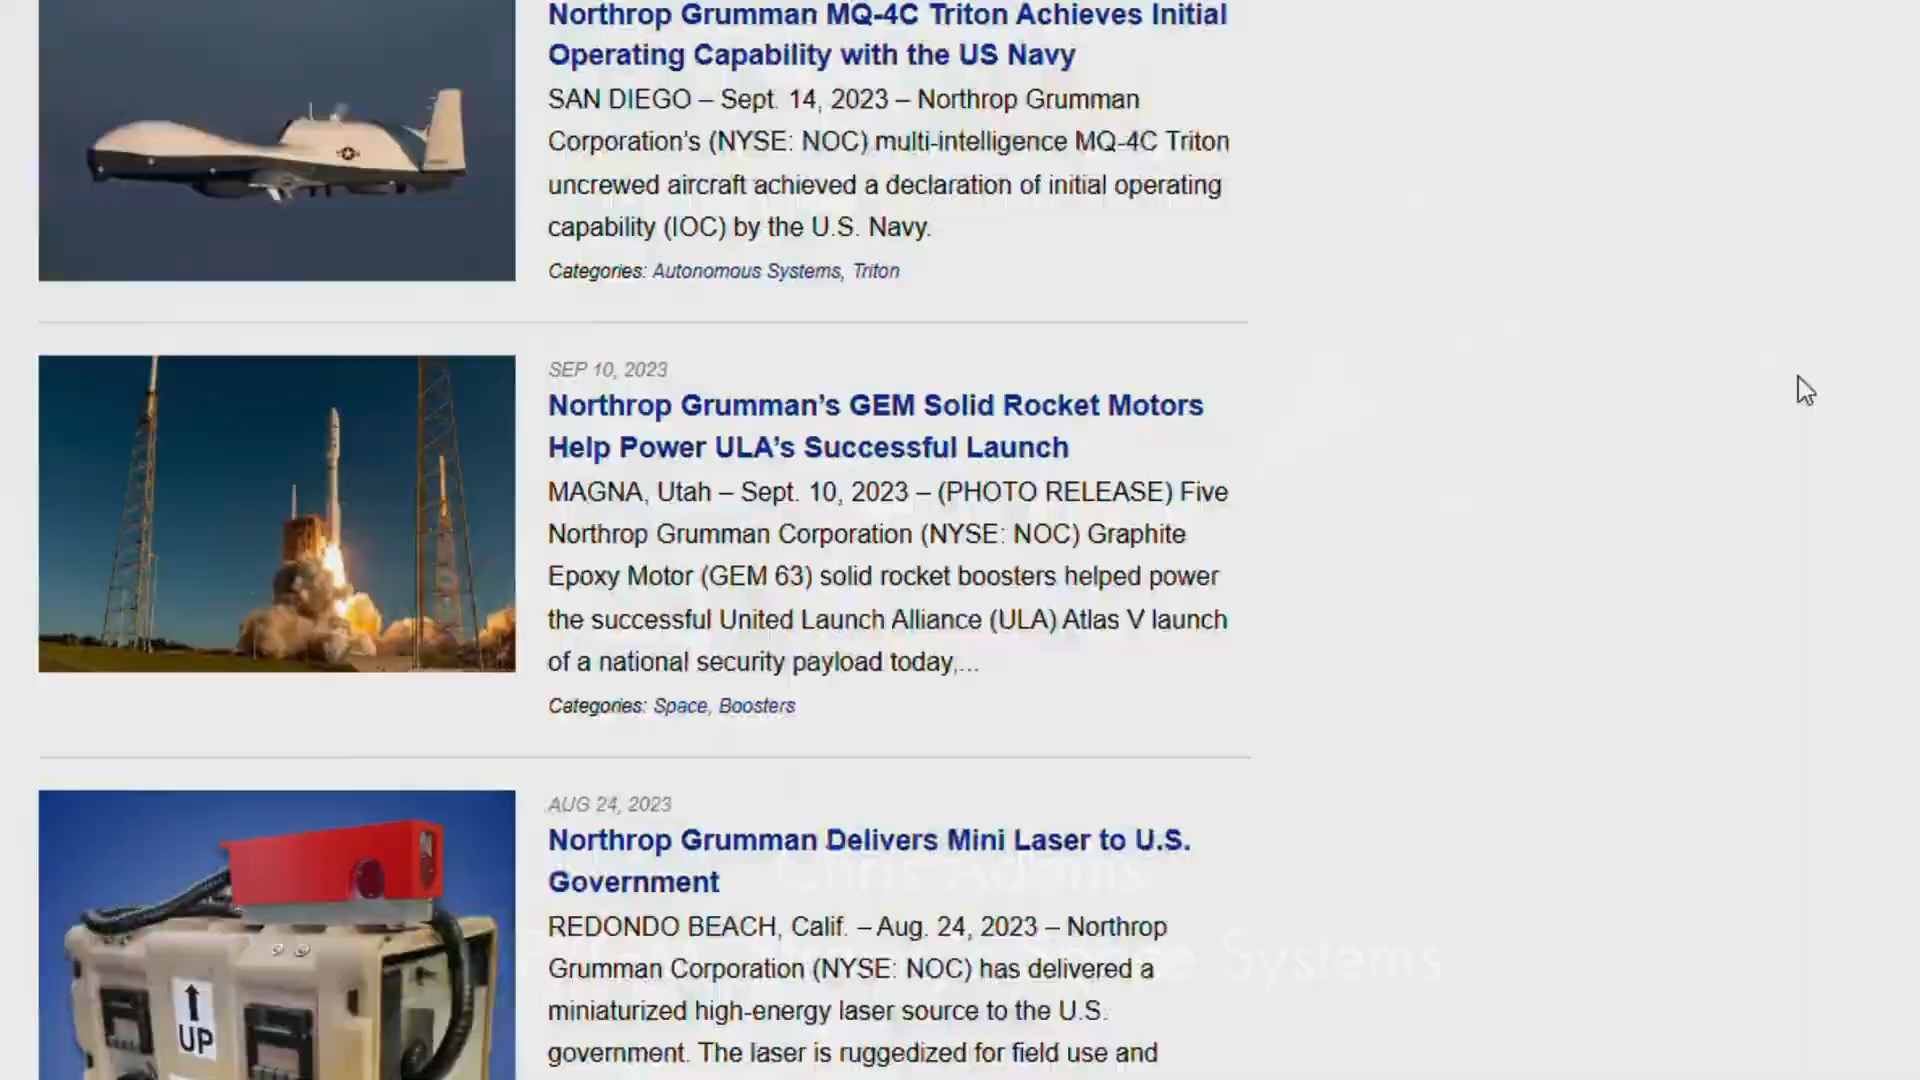 Northrop Grumman MQ-4C Triton Achieves Initial
Operating Capability with the US Navy
SAN DIEGO – Sept. 14, 2023 – Northrop Grumman
Corporation's (NYSE: NOC) multi-intelligence MQ-4C Triton
uncrewed aircraft achieved a declaration of initial operating
capability (IOC) by the U.S. Navy.
Categories: Autonomous Systems, Triton
SEP 10, 2023
Northrop Grumman's GEM Solid Rocket Motors
Help Power ULA's Successful Launch
MAGNA, Utah – Sept. 10, 2023 – (PHOTO RELEASE) Five
Northrop Grumman Corporation (NYSE: NOC) Graphite
Epoxy Motor (GEM 63) solid rocket boosters helped power
the successful United Launch Alliance (ULA) Atlas V launch
of a national security payload today,...
Categories: Space, Boosters
AUG 24, 2023
Northrop Grumman Delivers Mini Laser to U.S.
Government
REDONDO BEACH, Calif. – Aug. 24, 2023 – Northrop
Grumman Corporation (NYSE: NOC) has delivered a
miniaturized high-energy laser source to the U.S.
government. The laser is ruggedized for field use and
UP
Chris Adams
Space Systems